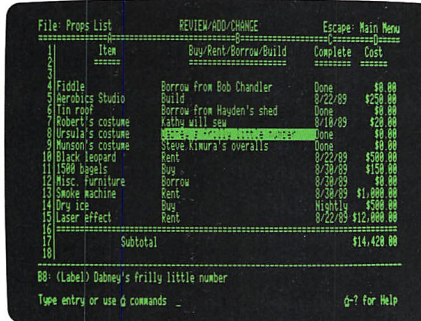 File: Props List REVIEW/ADD/CHANGE Escape: Main Menu
=====A==========B==========C=====D=====
1| Item Buy/Rent/Borrow/Build Complete Cost
2| ===== ===== ===== =====
3|
4|Fiddle Borrow from Bob Chandler Done $0.00
5|Aerobics Studio Build 8/22/89 $250.00
6|Tin roof Borrow from Hayden's shed Done $0.00
7|Robert's costume Kathy will sew 8/10/89 $20.00
8|Ursula's costume Dabney's frilly little number Done $0.00
9|Munson's costume Steve Kimura's overalls Done $0.00
10|Black leopard Rent 8/22/89 $500.00
11|1500 bagels Buy 8/30/89 $150.00
12|Misc. furniture Borrow 8/30/89 $0.00
13|Smoke machine Rent 8/30/89 $1,000.00
14|Dry ice Buy Nightly $500.00
15|Laser effect Rent 8/22/89 $12,000.00
16|==========
17| Subtotal $14,420.00
18|
----------
B8: (Label) Dabney's frilly little number
Type entry or use commands _ -? for Help